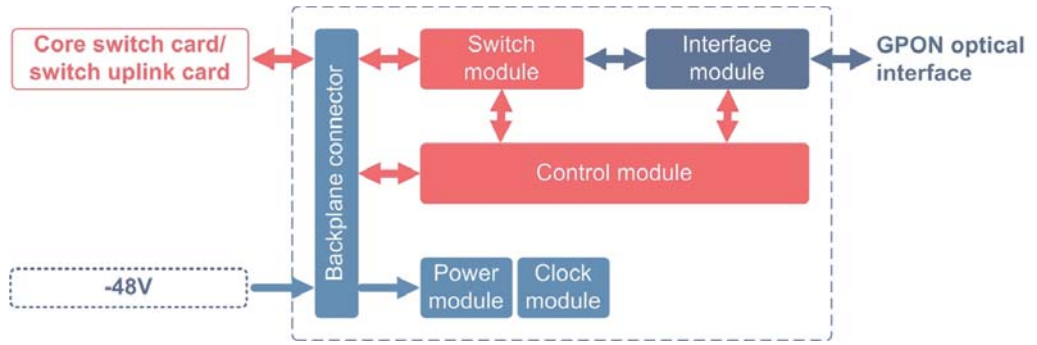 Core switch card/
switch uplink card
Backplane connector
Switch
module
Interface
module
GPON optical
interface
Control module
-48V
Power
module
Clock
module